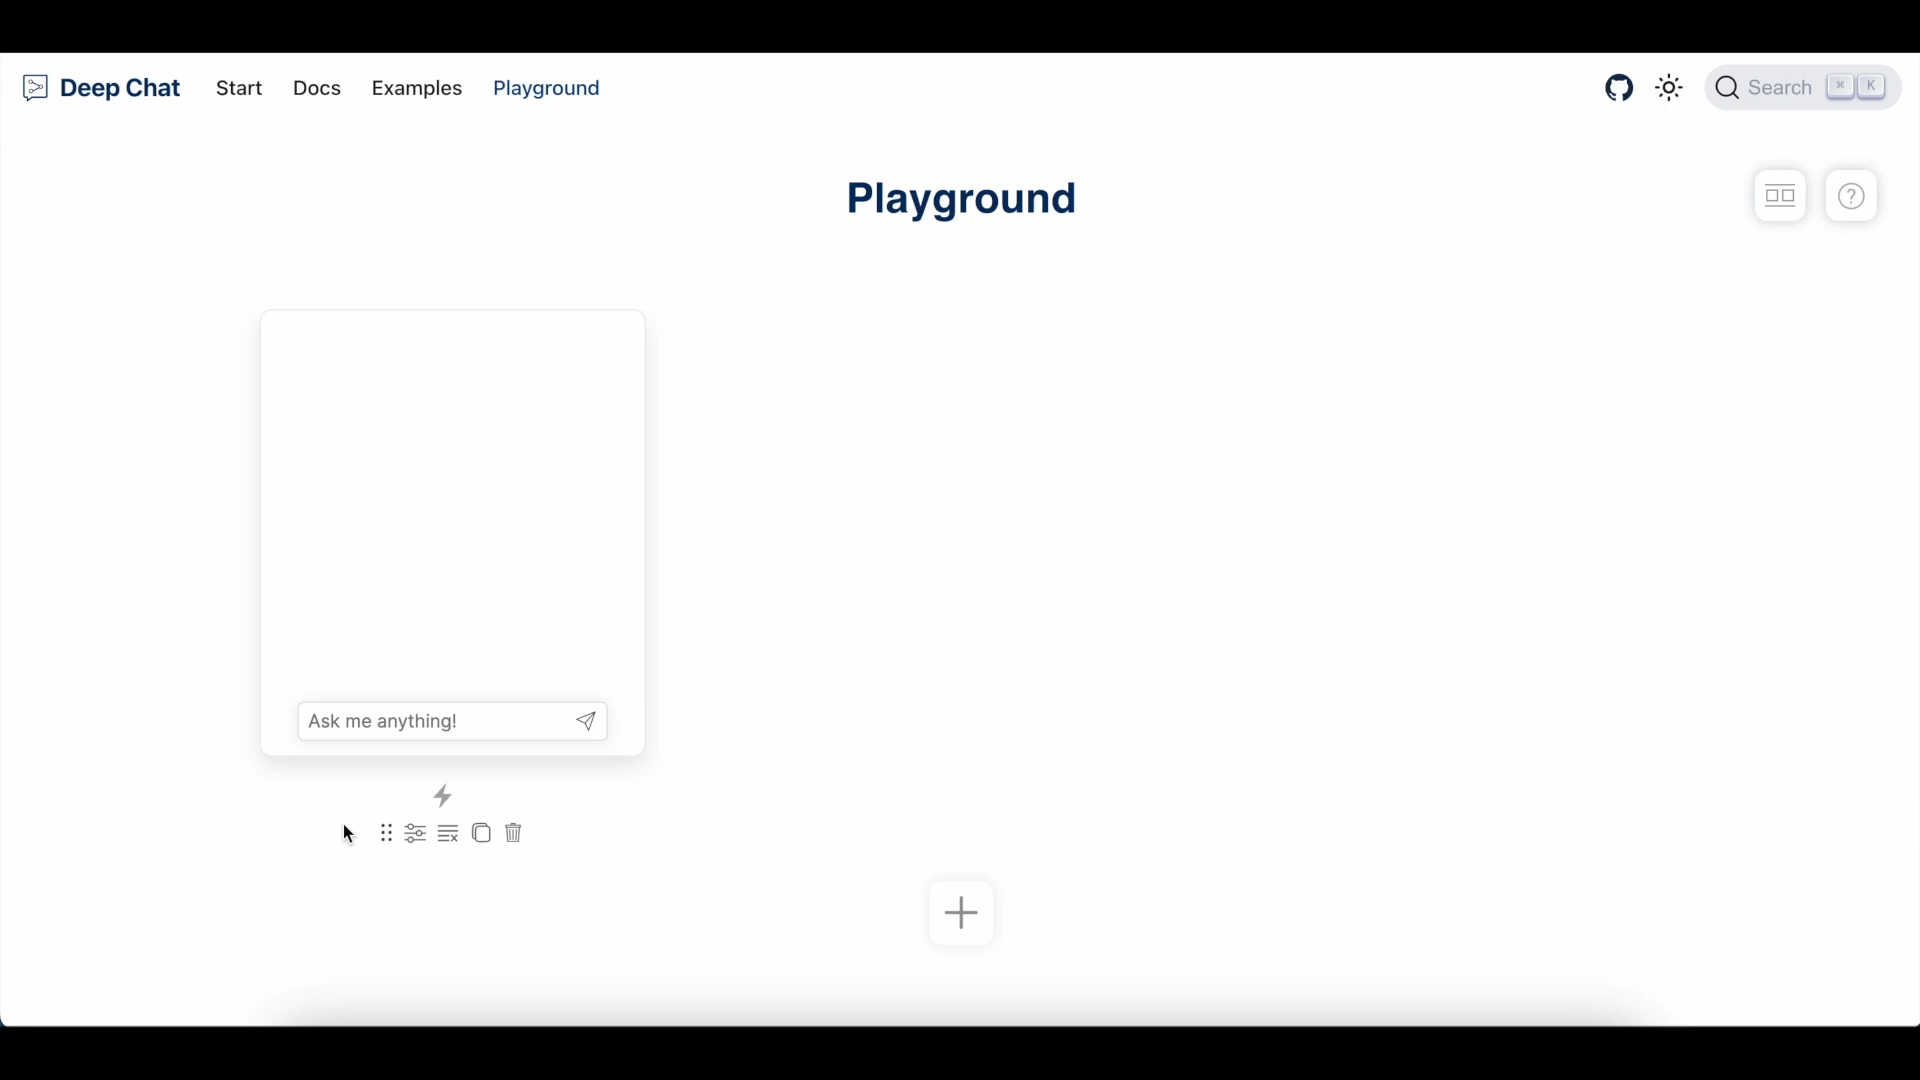 Deep Chat Start Docs Examples Playground Search ⌘ K
Playground
?
Ask me anything!